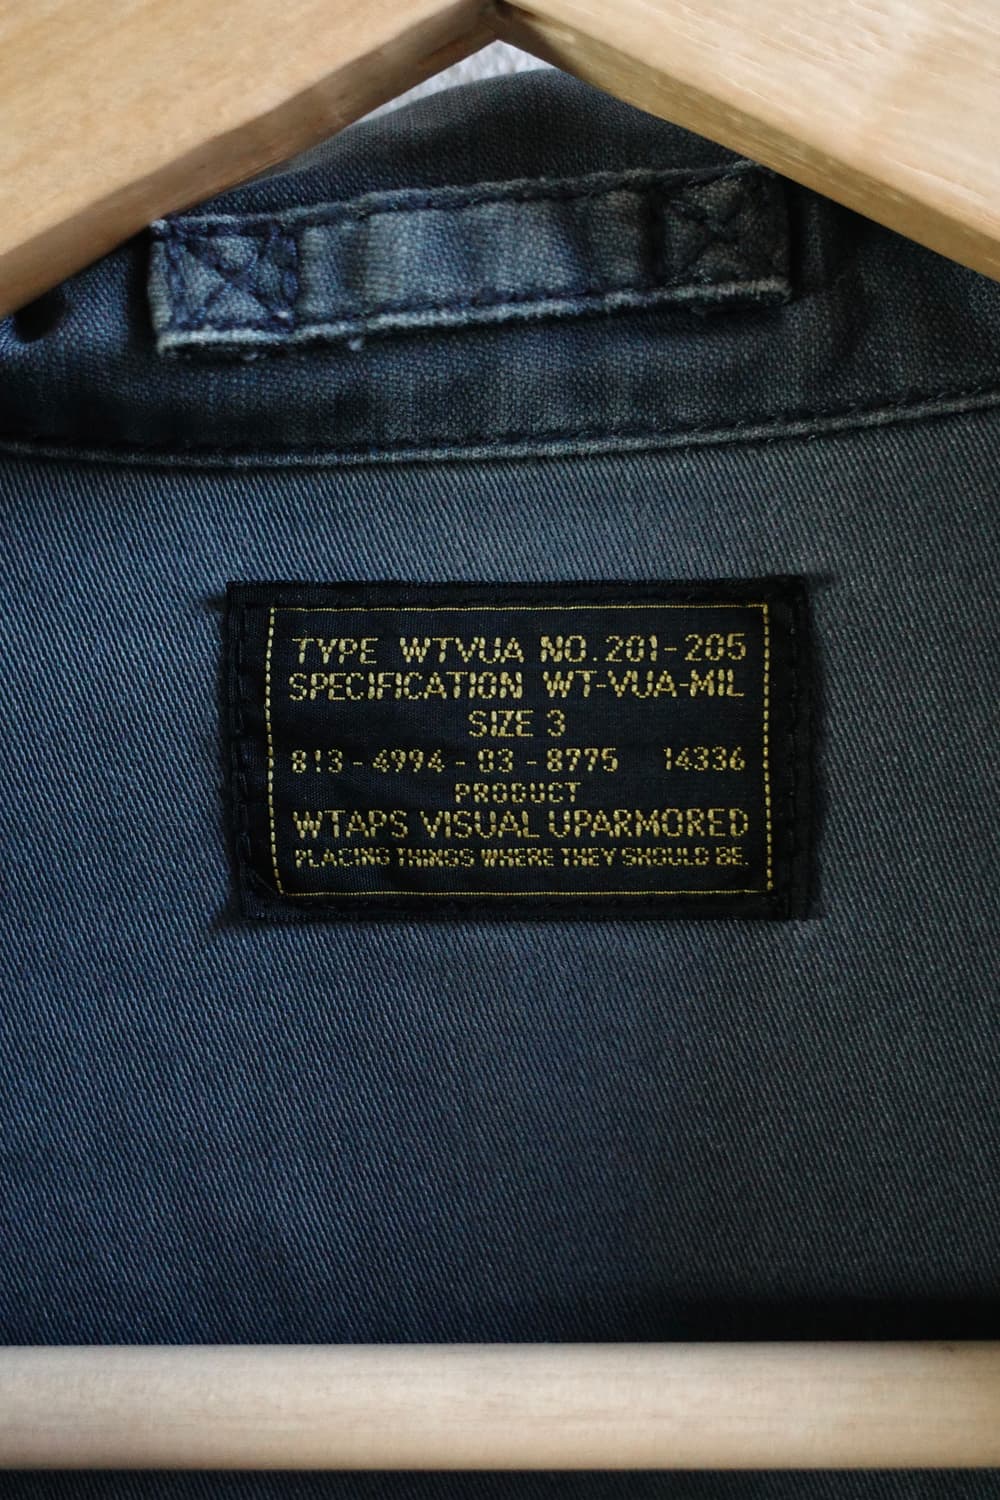 TYPE WTVUA NO. 201-205
SPECIFICATION WT-VUA-MIL
SIZE 3
813 - 4994 - 03 - 8775 14336
PRODUCT
WTAPS VISUAL UPARMORED
PLACING THINGS WHERE THEY SHOULD BE.